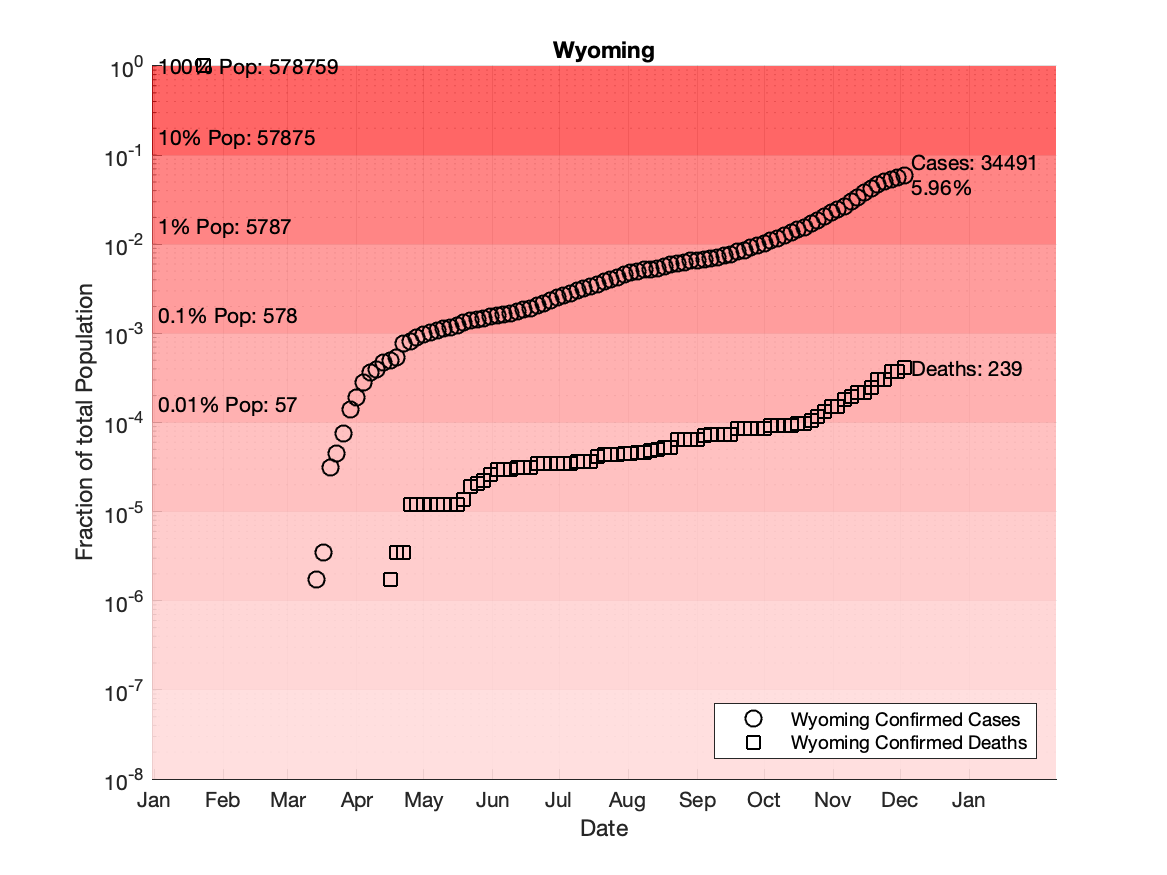 Wyoming
10^0
100% Pop: 578759
10% Pop: 57875
10^-1
Cases: 34491
5.96%
1% Pop: 5787
10^-2
0.1% Pop: 578
10^-3
Deaths: 239
0.01% Pop: 57
10^-4
10^-5
10^-6
10^-7
10^-8
Fraction of total Population
Wyoming Confirmed Cases
Wyoming Confirmed Deaths
Jan Feb Mar Apr May Jun Jul Aug Sep Oct Nov Dec Jan
Date